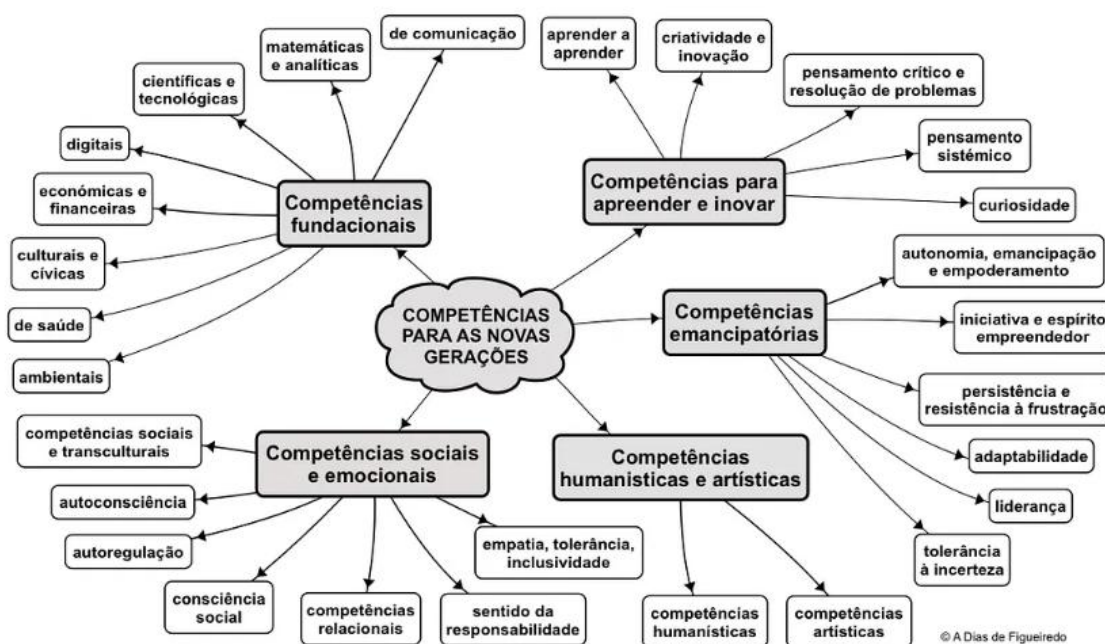 COMPETÊNCIAS
PARA AS NOVAS
GERAÇÕES
Competências
fundacionais
de comunicação
matemáticas
e analíticas
científicas e
tecnológicas
digitais
económicas e
financeiras
culturais e
cívicas
de saúde
ambientais
Competências para
apreender e inovar
aprender a
aprender
criatividade e
inovação
pensamento crítico e
resolução de problemas
pensamento
sistémico
curiosidade
Competências
emancipatórias
autonomia, emancipação
e empoderamento
iniciativa e espírito
empreendedor
persistência e
resistência à frustração
adaptabilidade
liderança
tolerância
à incerteza
Competências
humanisticas e artísticas
competências
humanísticas
competências
artísticas
Competências sociais
e emocionais
competências sociais
e transculturais
autoconsciência
autoregulação
consciência
social
competências
relacionais
sentido da
responsabilidade
empatia, tolerância,
inclusividade
© A Dias de Figueiredo